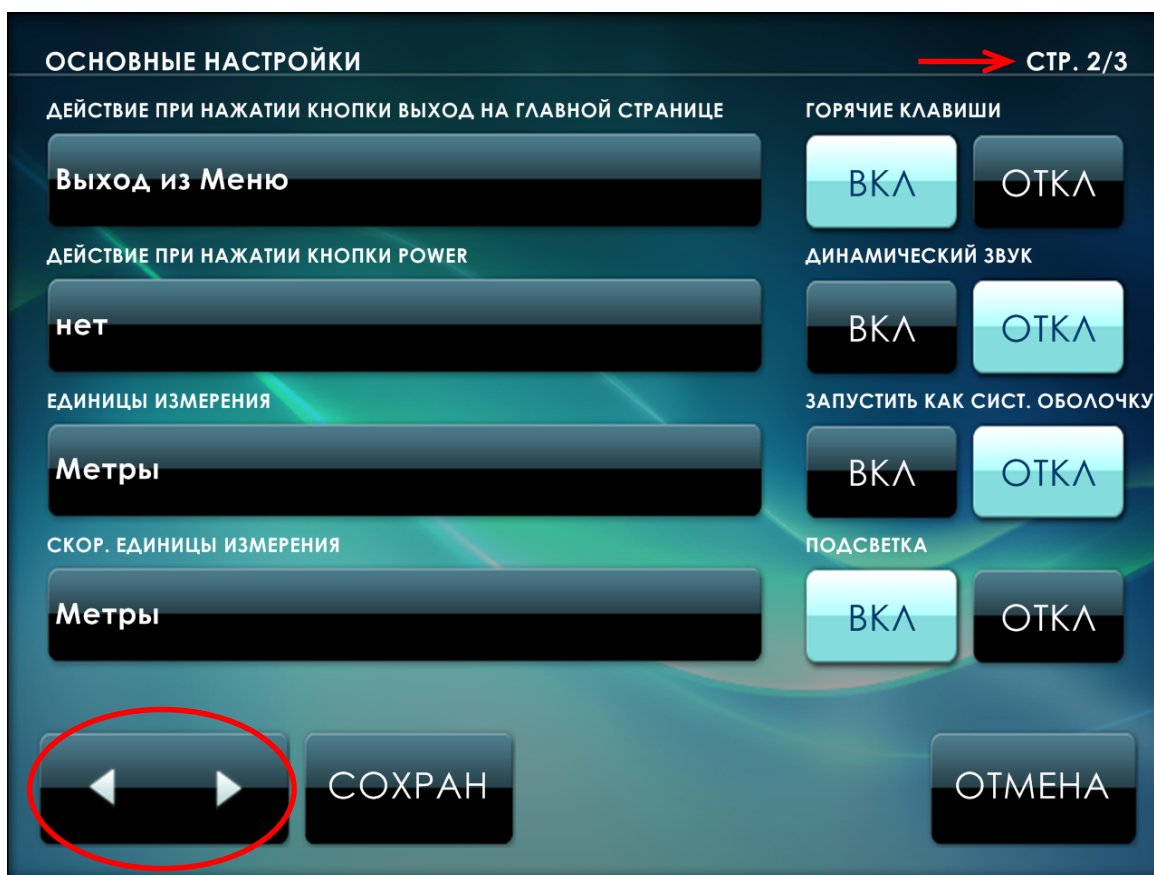 ОСНОВНЫЕ НАСТРОЙКИ СТР. 2/3
ДЕЙСТВИЕ ПРИ НАЖАТИИ КНОПКИ ВЫХОД НА ГЛАВНОЙ СТРАНИЦЕ
Выход из Меню
ДЕЙСТВИЕ ПРИ НАЖАТИИ КНОПКИ POWER
нет
ЕДИНИЦЫ ИЗМЕРЕНИЯ
Метры
СКОР. ЕДИНИЦЫ ИЗМЕРЕНИЯ
Метры
ГОРЯЧИЕ КЛАВИШИ
ВКЛ ОТКЛ
ДИНАМИЧЕСКИЙ ЗВУК
ВКЛ ОТКЛ
ЗАПУСТИТЬ КАК СИСТ. ОБОЛОЧКУ
ВКЛ ОТКЛ
ПОДСВЕТКА
ВКЛ ОТКЛ
СОХРАН ОТМЕНА